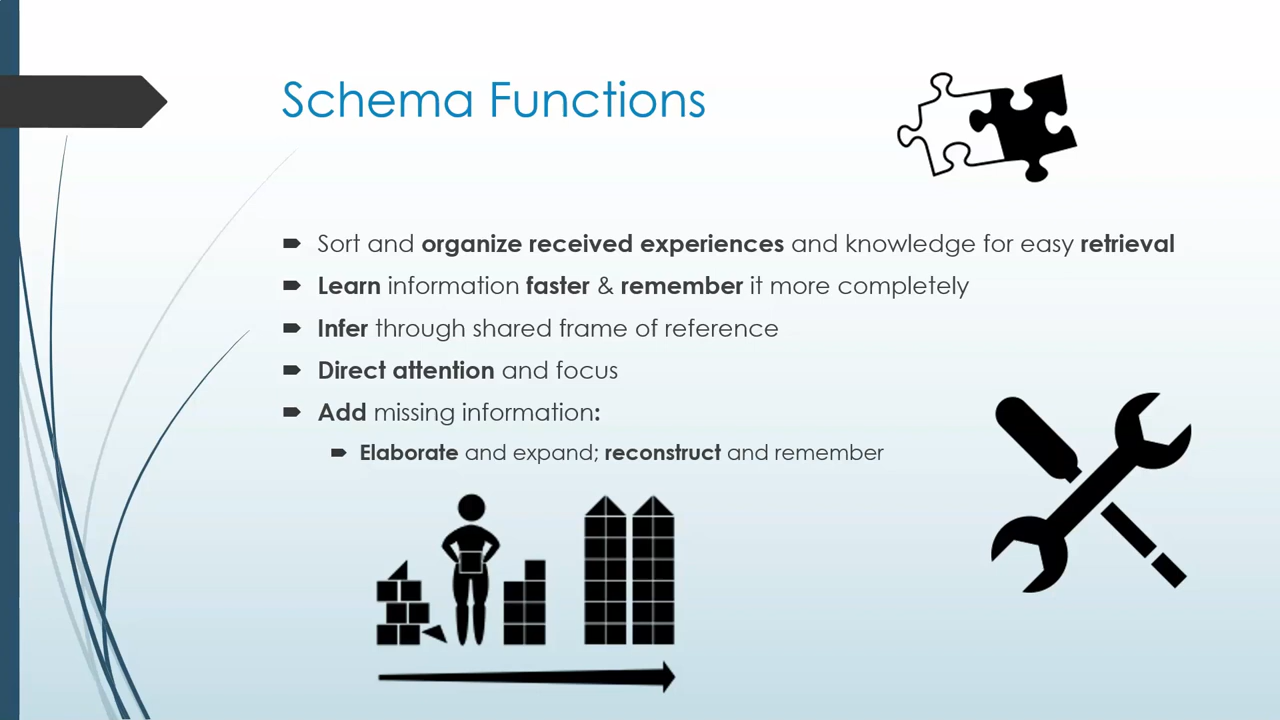 Schema Functions
Sort and organize received experiences and knowledge for easy retrieval
Learn information faster & remember it more completely
Infer through shared frame of reference
Direct attention and focus
Add missing information:
Elaborate and expand; reconstruct and remember